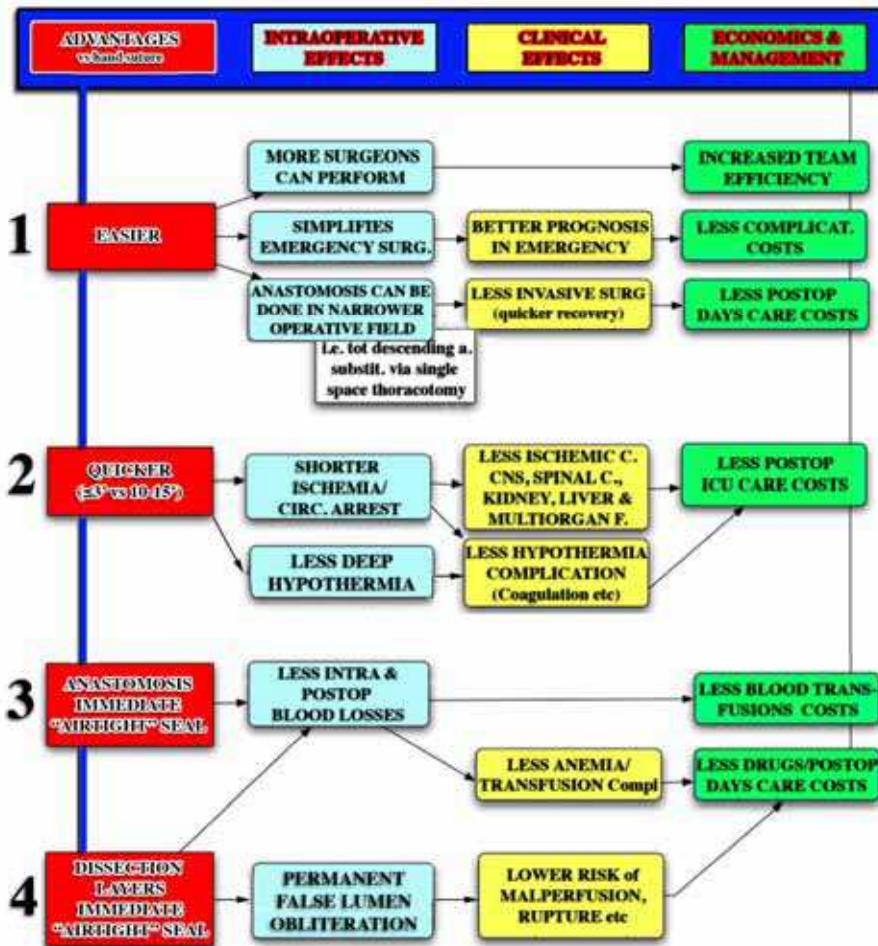 ADVANTAGES
vs hand suture
INTRAOPERATIVE
EFFECTS
CLINICAL
EFFECTS
ECONOMICS &
MANAGEMENT
1
EASIER
MORE SURGEONS
CAN PERFORM
INCREASED TEAM
EFFICIENCY
SIMPLIFIES
EMERGENCY SURG.
BETTER PROGNOSIS
IN EMERGENCY
LESS COMPLICAT.
COSTS
ANASTOMOSIS CAN BE
DONE IN NARROWER
OPERATIVE FIELD
LESS INVASIVE SURG
(quicker recovery)
LESS POSTOP
DAYS CARE COSTS
i.e. tot descending a.
substit. via single
space thoracotomy
2
QUICKER
(≤3' vs 10-15')
SHORTER
ISCHEMIA/
CIRC. ARREST
LESS ISCHEMIC C.
CNS, SPINAL C.,
KIDNEY, LIVER &
MULTIORGAN F.
LESS POSTOP
ICU CARE COSTS
LESS DEEP
HYPOTHERMIA
LESS HYPOTHERMIA
COMPLICATION
(Coagulation etc)
3
ANASTOMOSIS
IMMEDIATE
“AIRTIGHT” SEAL
LESS INTRA &
POSTOP
BLOOD LOSSES
LESS BLOOD TRANS-
FUSIONS COSTS
LESS ANEMIA/
TRANSFUSION Compl
LESS DRUGS/POSTOP
DAYS CARE COSTS
4
DISSECTION
LAYERS
IMMEDIATE
“AIRTIGHT” SEAL
PERMANENT
FALSE LUMEN
OBLITERATION
LOWER RISK of
MALPERFUSION,
RUPTURE etc